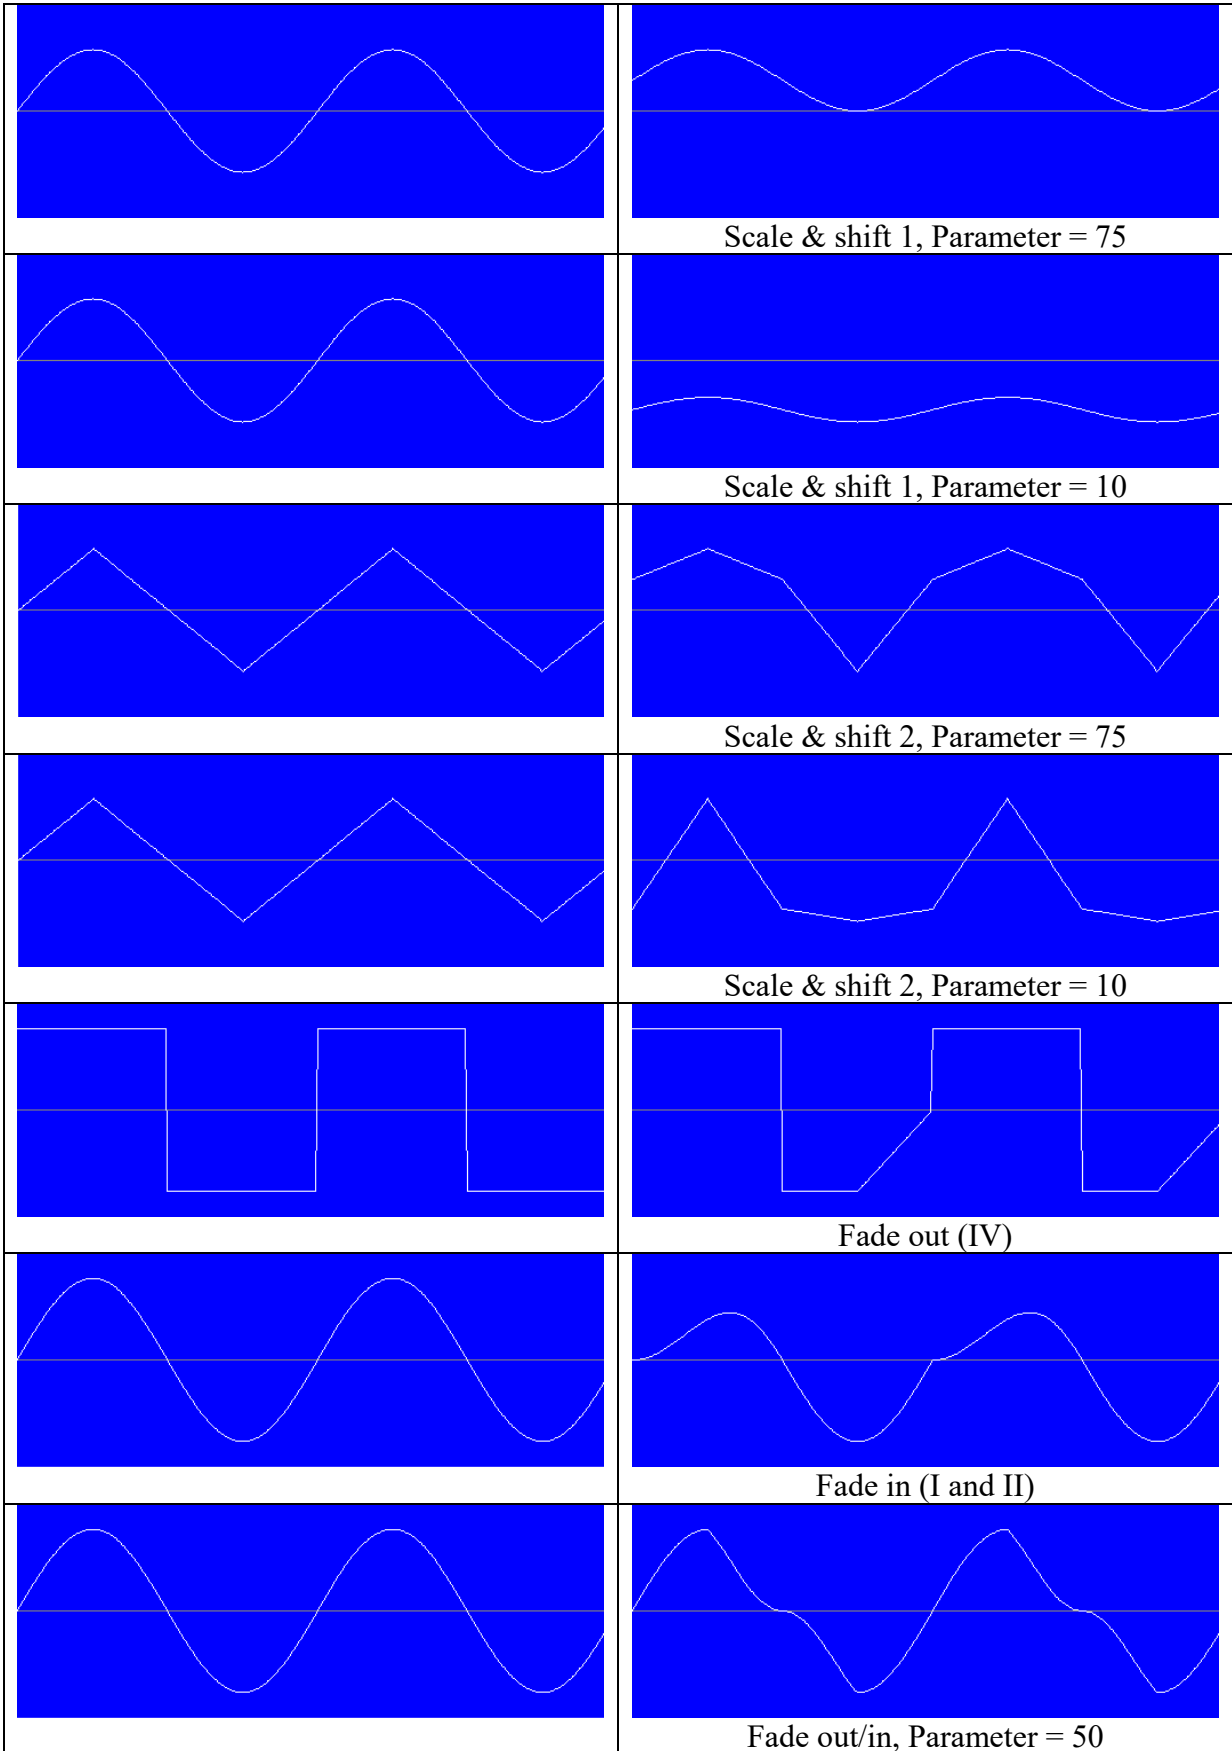 Scale & shift 1, Parameter = 75
Scale & shift 1, Parameter = 10
Scale & shift 2, Parameter = 75
Scale & shift 2, Parameter = 10
Fade out (IV)
Fade in (I and II)
Fade out/in, Parameter = 50